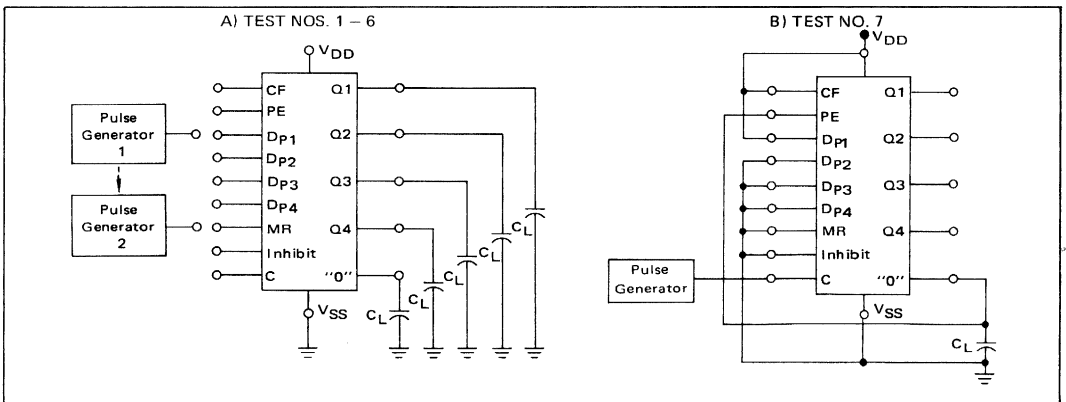 A) TEST NOS. 1 – 6
VDD
CF
PE
DP1
DP2
DP3
DP4
MR
Inhibit
C
Q1
Q2
Q3
Q4
"0"
VSS
Pulse
Generator
1
Pulse
Generator
2
CL
CL
CL
CL
CL
B) TEST NO. 7
VDD
CF
PE
DP1
DP2
DP3
DP4
MR
Inhibit
C
Q1
Q2
Q3
Q4
"0"
VSS
Pulse
Generator
CL